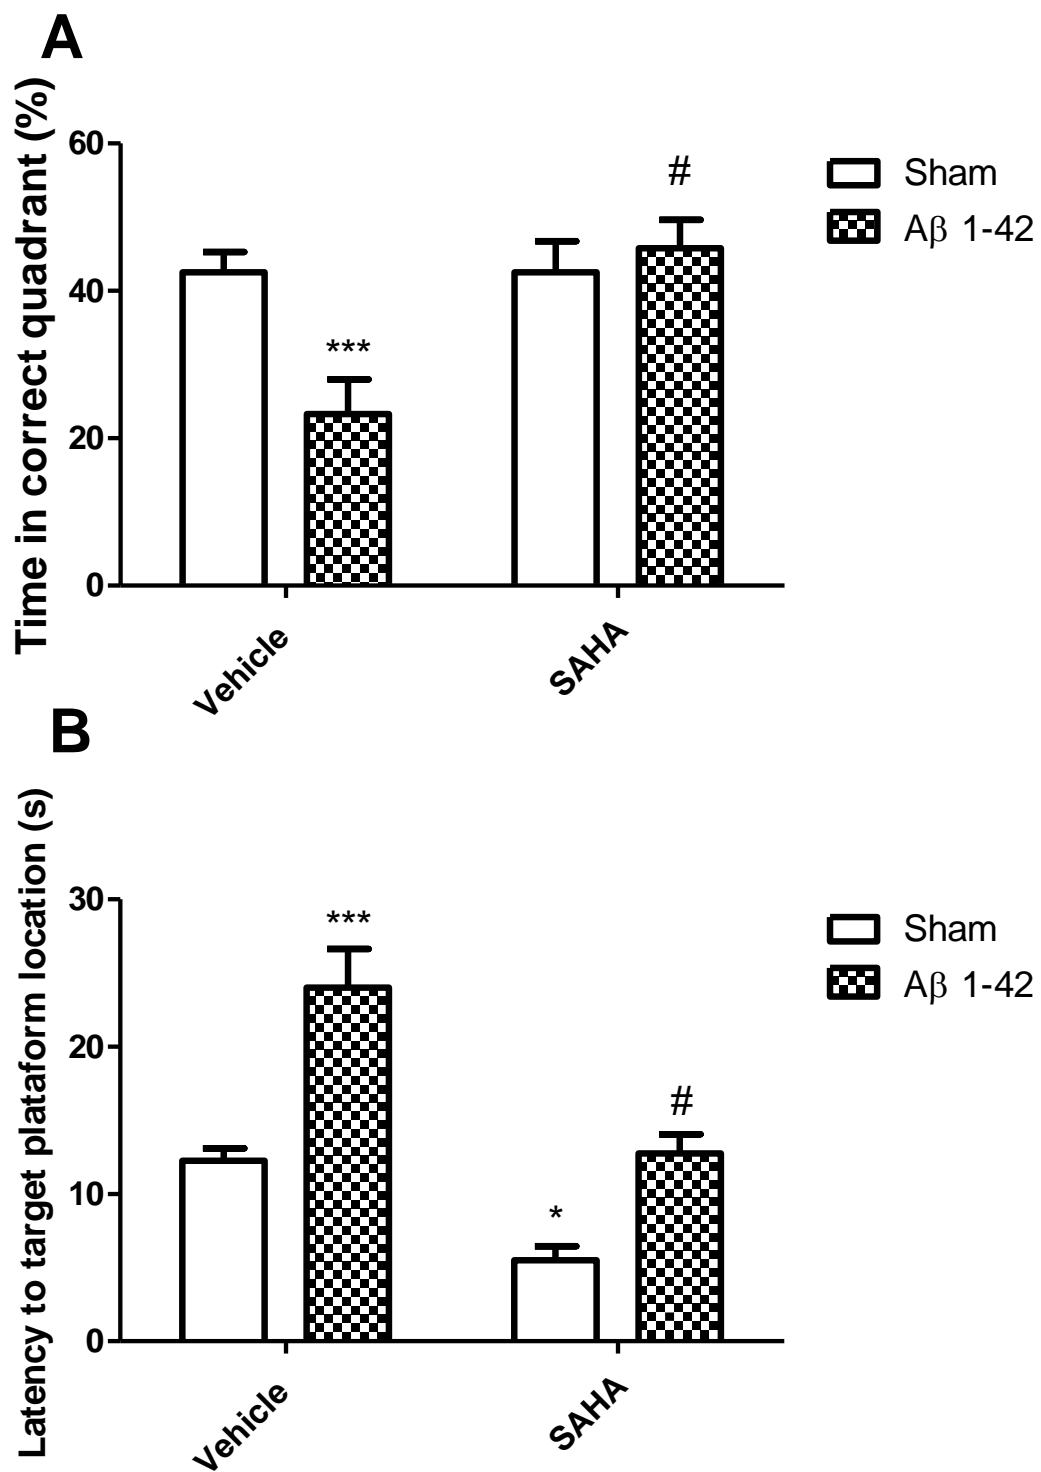 A
Time in correct quadrant (%)
60
40
20
0
***
#
Sham
Aβ 1-42
Vehicle
SAHA
B
Latency to target plataform location (s)
30
20
10
0
***
*
#
Sham
Aβ 1-42
Vehicle
SAHA